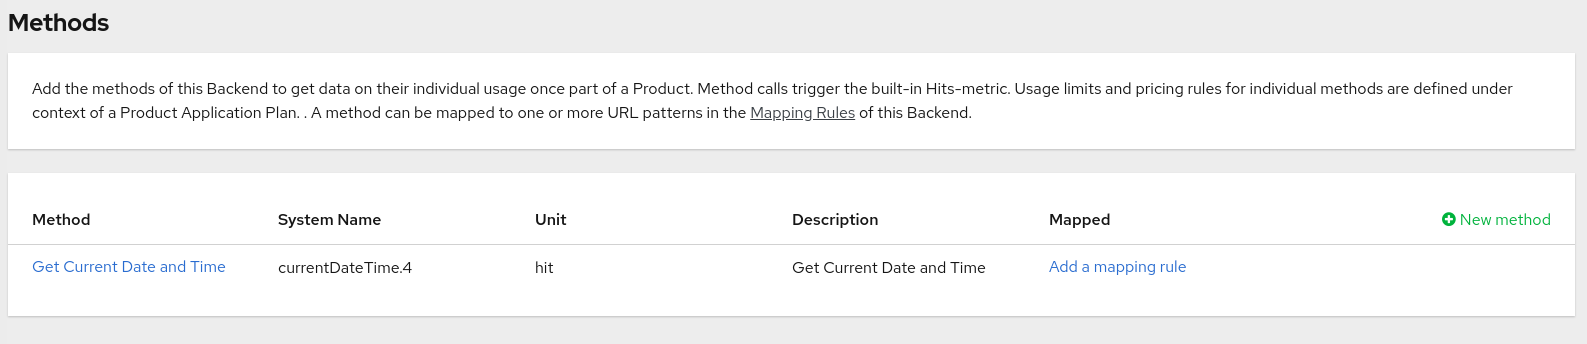 Methods
Add the methods of this Backend to get data on their individual usage once part of a Product. Method calls trigger the built-in Hits-metric. Usage limits and pricing rules for individual methods are defined under
context of a Product Application Plan. . A method can be mapped to one or more URL patterns in the Mapping Rules of this Backend.
Method System Name Unit Description Mapped New method
Get Current Date and Time currentDateTime.4 hit Get Current Date and Time Add a mapping rule